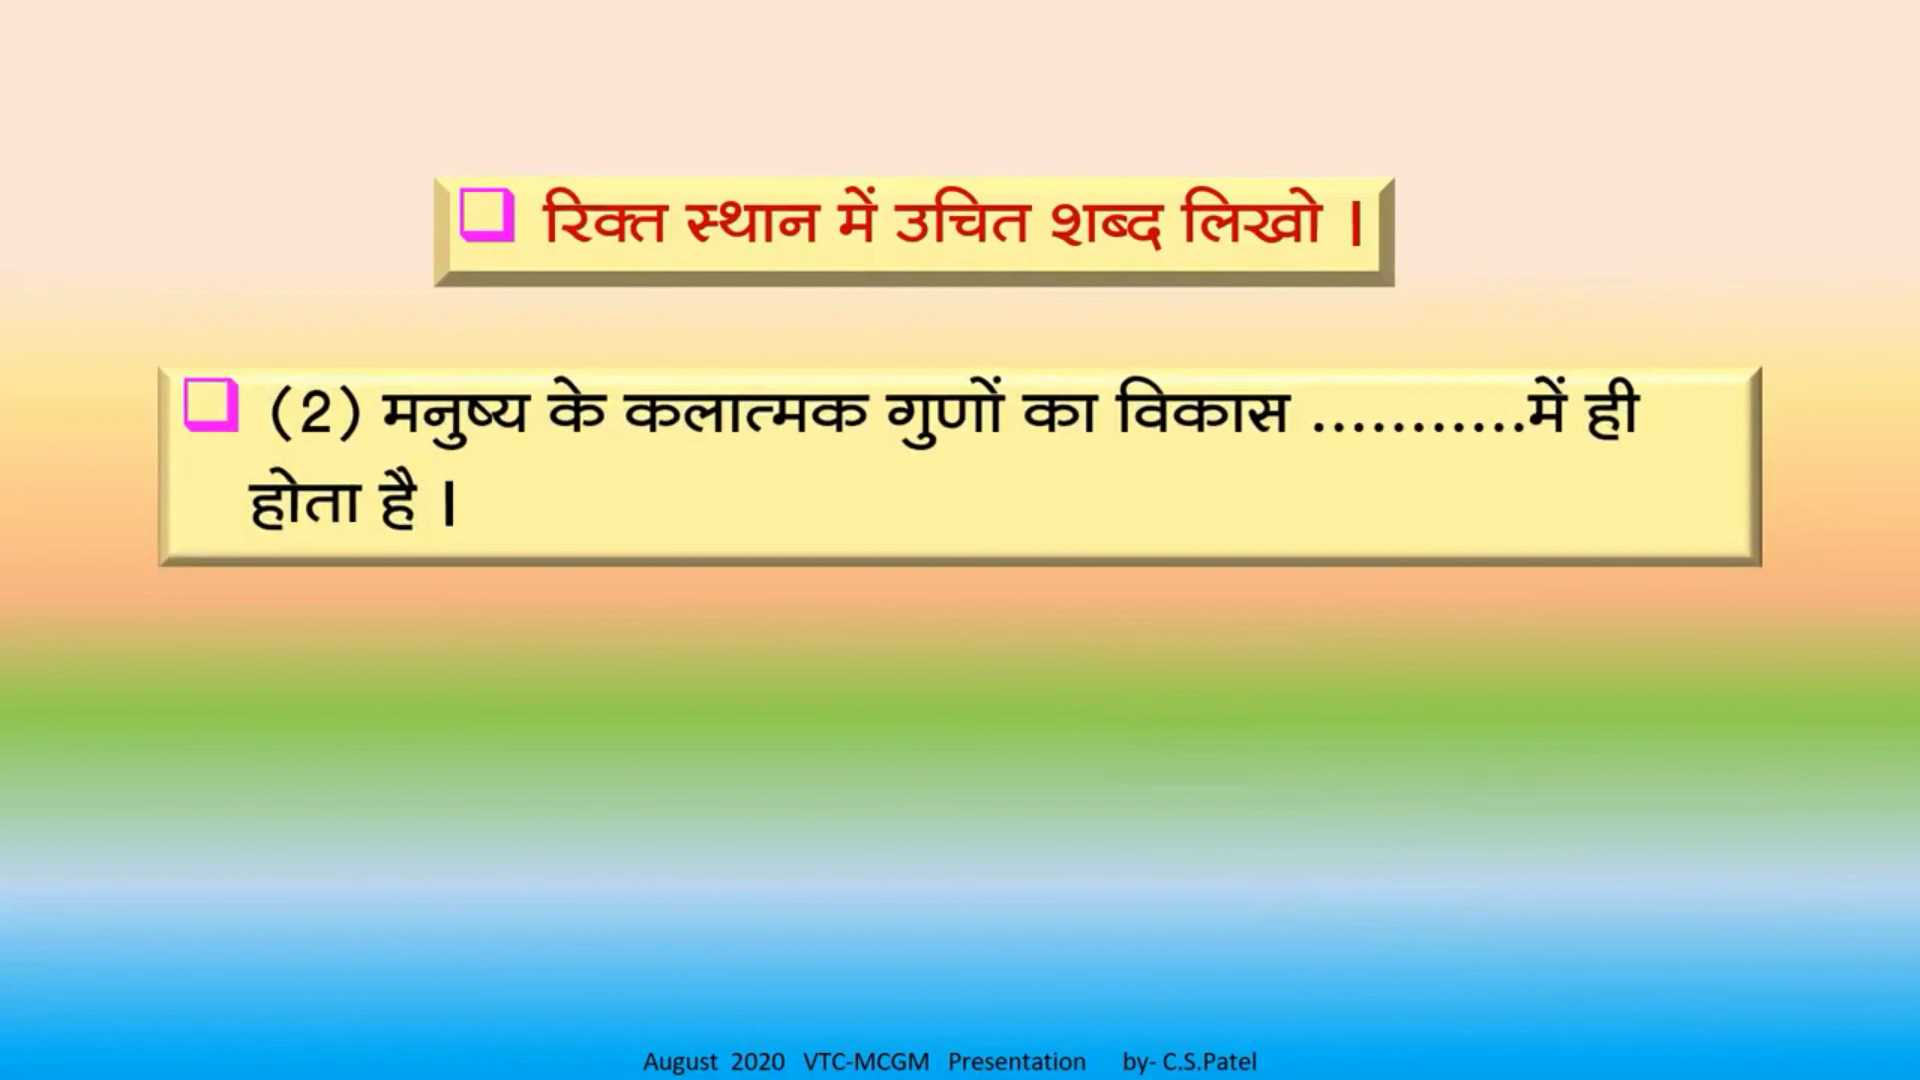 रिक्त स्थान में उचित शब्द लिखो ।
(2) मनुष्य के कलात्मक गुणों का विकास ...........में ही
होता है ।
August 2020 VTC-MCGM Presentation by- C.S.Patel